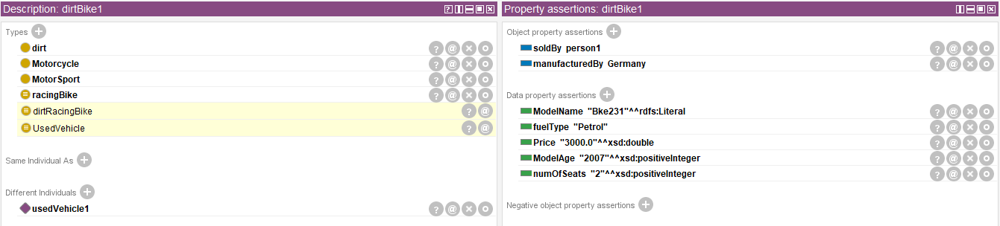 Description: dirtBike1
Types
dirt
Motorcycle
MotorSport
racingBike
dirtRacingBike
UsedVehicle
Same Individual As
Different Individuals
usedVehicle1
Property assertions: dirtBike1
Object property assertions
soldBy person1
manufacturedBy Germany
Data property assertions
ModelName "Bke231"^^rdfs:Literal
fuelType "Petrol"
Price "3000.0"^^xsd:double
ModelAge "2007"^^xsd:positiveInteger
numOfSeats "2"^^xsd:positiveInteger
Negative object property assertions